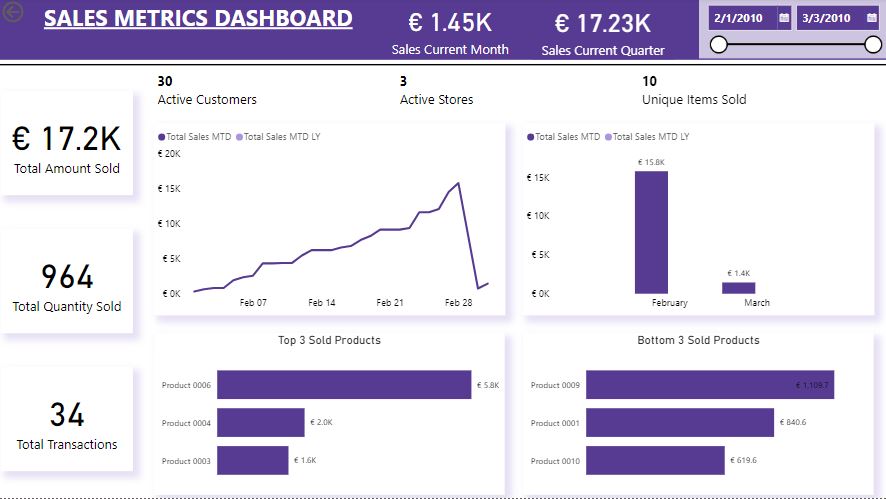 SALES METRICS DASHBOARD
€ 1.45K
Sales Current Month
€ 17.23K
Sales Current Quarter
2/1/2010
3/3/2010
30
Active Customers
3
Active Stores
10
Unique Items Sold
€ 17.2K
Total Amount Sold
964
Total Quantity Sold
34
Total Transactions
Total Sales MTD Total Sales MTD LY
€ 20K
€ 15K
€ 10K
€ 5K
€ 0K
Feb 07 Feb 14 Feb 21 Feb 28
Total Sales MTD Total Sales MTD LY
€ 15.8K
€ 15K
€ 10K
€ 5K
€ 1.4K
€ 0K
February March
Top 3 Sold Products
Product 0006 € 5.8K
Product 0004 € 2.0K
Product 0003 € 1.6K
Bottom 3 Sold Products
Product 0009 € 1,109.7
Product 0001 € 840.6
Product 0010 € 619.6